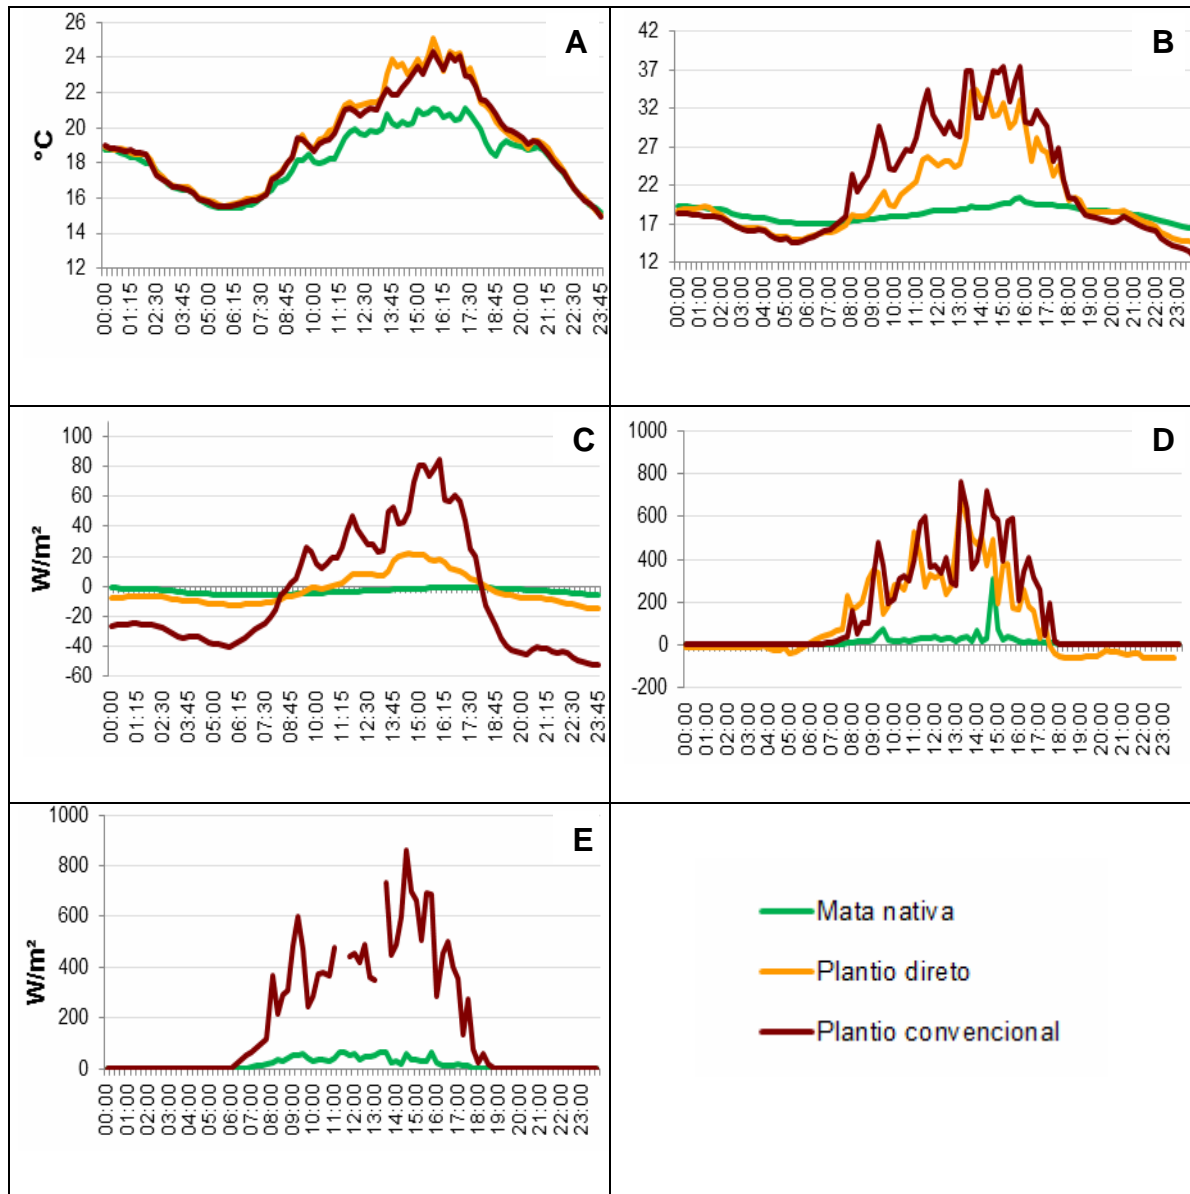 A
26
24
22
20
18
16
14
12
°C
00:00 01:15 02:30 03:45 05:00 06:15 07:30 08:45 10:00 11:15 12:30 13:45 15:00 16:15 17:30 18:45 20:00 21:15 22:30 23:45
B
42
37
32
27
22
17
12
00:00 01:00 02:00 03:00 04:00 05:00 06:00 07:00 08:00 09:00 10:00 11:00 12:00 13:00 14:00 15:00 16:00 17:00 18:00 19:00 20:00 21:00 22:00 23:00
C
100
80
60
40
20
0
-20
-40
-60
W/m²
00:00 01:15 02:30 03:45 05:00 06:15 07:30 08:45 10:00 11:15 12:30 13:45 15:00 16:15 17:30 18:45 20:00 21:15 22:30 23:45
D
1000
800
600
400
200
0
-200
00:00 01:00 02:00 03:00 04:00 05:00 06:00 07:00 08:00 09:00 10:00 11:00 12:00 13:00 14:00 15:00 16:00 17:00 18:00 19:00 20:00 21:00 22:00 23:00
E
1000
800
600
400
200
0
W/m²
00:00 01:00 02:00 03:00 04:00 05:00 06:00 07:00 08:00 09:00 10:00 11:00 12:00 13:00 14:00 15:00 16:00 17:00 18:00 19:00 20:00 21:00 22:00 23:00
Mata nativa
Plantio direto
Plantio convencional